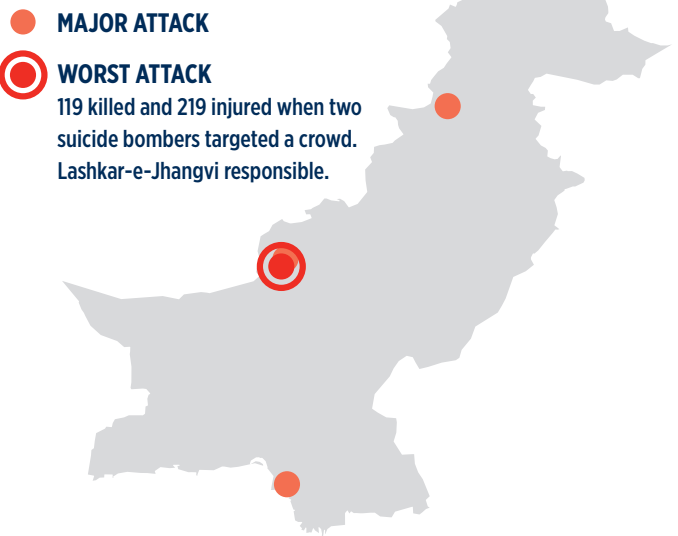 MAJOR ATTACK
WORST ATTACK
119 killed and 219 injured when two
suicide bombers targeted a crowd.
Lashkar-e-Jhangvi responsible.